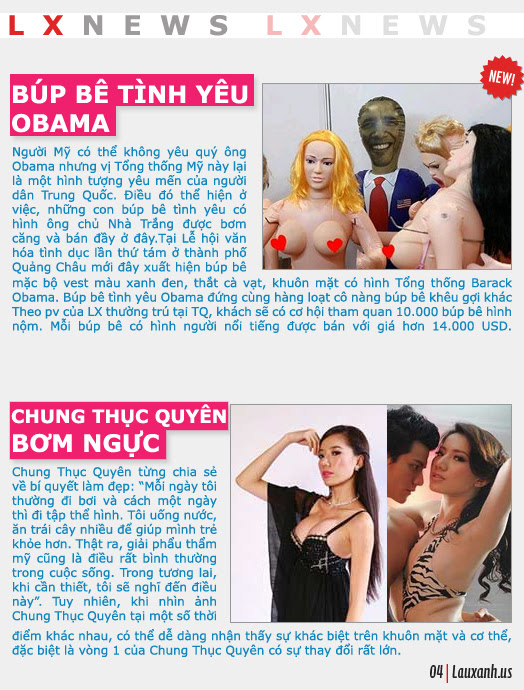 LXNEWS LXNEWS
NEW!
BÚP BÊ TÌNH YÊU
OBAMA
Người Mỹ có thể không yêu quý ông
Obama nhưng vị Tổng thống Mỹ này lại
là một hình tượng yêu mến của người
dân Trung Quốc. Điều đó thể hiện ở
việc, những con búp bê tình yêu có
hình ông chủ Nhà Trắng được bơm
căng và bán đầy ở đây.Tại Lễ hội văn
hóa tình dục lần thứ tám ở thành phố
Quảng Châu mới đây xuất hiện búp bê
mặc bộ vest màu xanh đen, thắt cà vạt, khuôn mặt có hình Tổng thống Barack
Obama. Búp bê tình yêu Obama đứng cùng hàng loạt cô nàng búp bê khêu gợi khác
Theo pv của LX thường trú tại TQ, khách sẽ có cơ hội tham quan 10.000 búp bê hình
nộm. Mỗi búp bê có hình người nổi tiếng được bán với giá hơn 14.000 USD.
CHUNG THỤC QUYÊN
BƠM NGỰC
Chung Thục Quyên từng chia sẻ
về bí quyết làm đẹp: “Mỗi ngày tôi
thường đi bơi và cách một ngày
thì đi tập thể hình. Tôi uống nước,
ăn trái cây nhiều để giúp mình trẻ
khỏe hơn. Thật ra, giải phẩu thẩm
mỹ cũng là điều rất bình thường
trong cuộc sống. Trong tương lal,
khi cần thiết, tôi sẽ nghĩ đến điều
này”. Tuy nhiên, khi nhìn ảnh
Chung Thục Quyên tại một số thời
điểm khác nhau, có thể dễ dàng nhận thấy sự khác biệt trên khuôn mặt và cơ thể,
đặc biệt là vòng 1 của Chung Thục Quyên có sự thay đổi rất lớn.
04 | Lauxanh.us